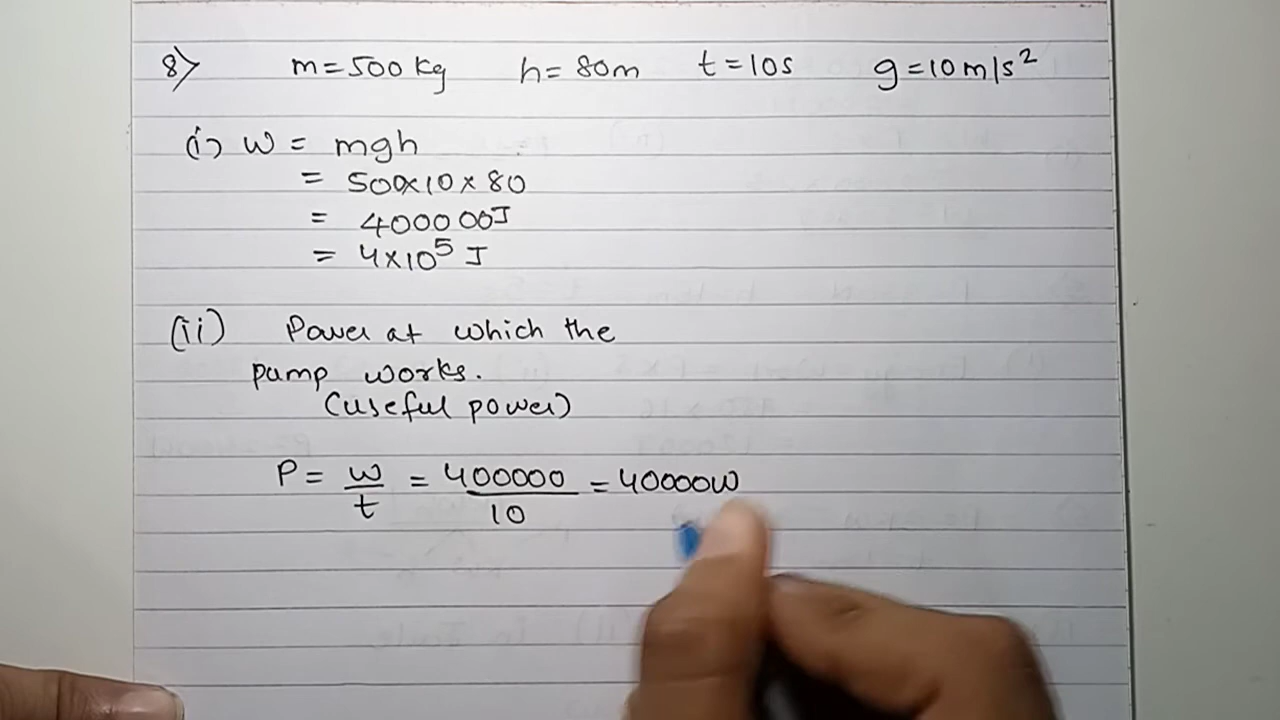 8) m=500 kg h=80m t=10s g=10m/s²
(i) W = mgh
= 500×10×80
= 400000J
= 4×10⁵ J
(ii) Power at which the
pump works.
(useful power)
P = W/t = 400000/10 = 40000W